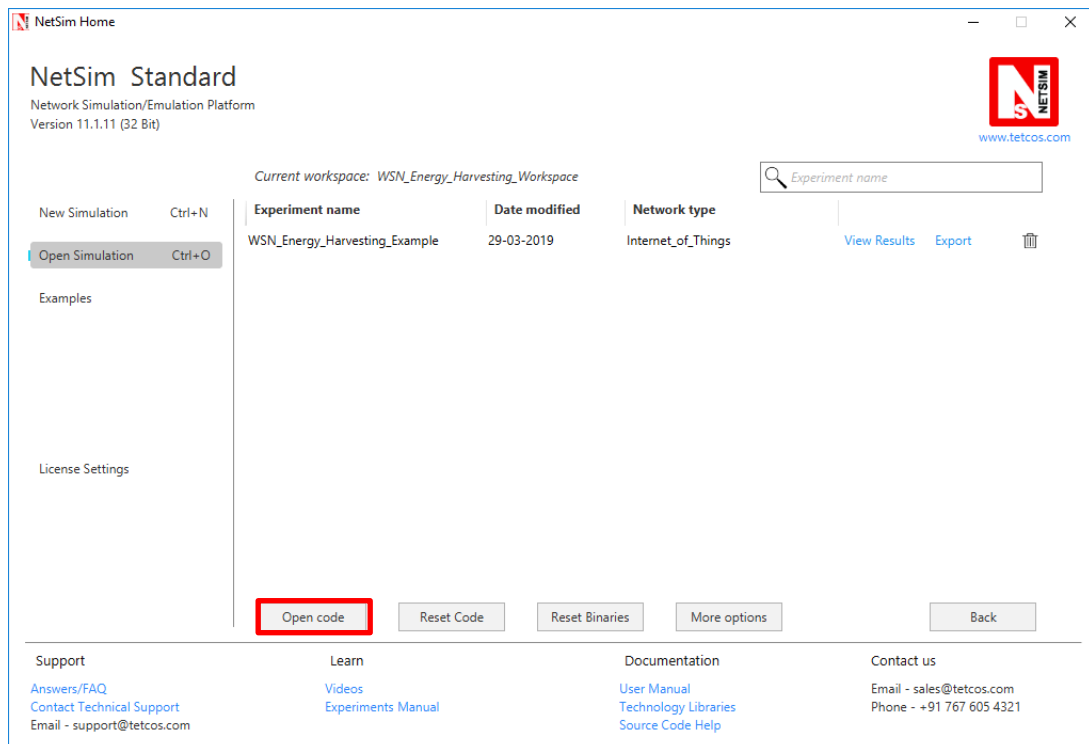 NetSim Home
NetSim Standard
Network Simulation/Emulation Platform
Version 11.1.11 (32 Bit)
NS
NETSIM
www.tetcos.com
Current workspace: WSN_Energy_Harvesting_Workspace
Experiment name
New Simulation Ctrl+N
Open Simulation Ctrl+O
Examples
License Settings
Experiment name Date modified Network type
WSN_Energy_Harvesting_Example 29-03-2019 Internet_of_Things View Results Export
Open code Reset Code Reset Binaries More options Back
Support
Answers/FAQ
Contact Technical Support
Email - support@tetcos.com
Learn
Videos
Experiments Manual
Documentation
User Manual
Technology Libraries
Source Code Help
Contact us
Email - sales@tetcos.com
Phone - +91 767 605 4321